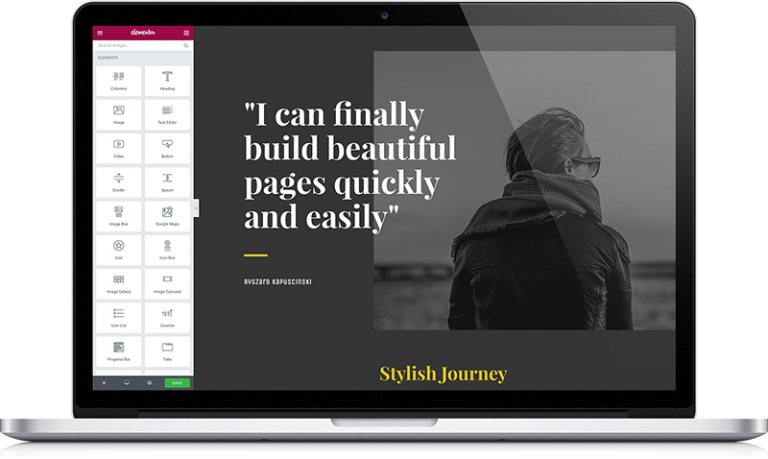 elementor
Search Widget...
ELEMENTS
Columns
Heading
Image
Text Editor
Video
Button
Divider
Spacer
Image Box
Google Maps
Icon
Icon Box
Image Gallery
Image Carousel
Icon List
Counter
Progress Bar
Tabs
SAVE
"I can finally
build beautiful
pages quickly
and easily"
Ryszard Kapuscinski
Stylish Journey